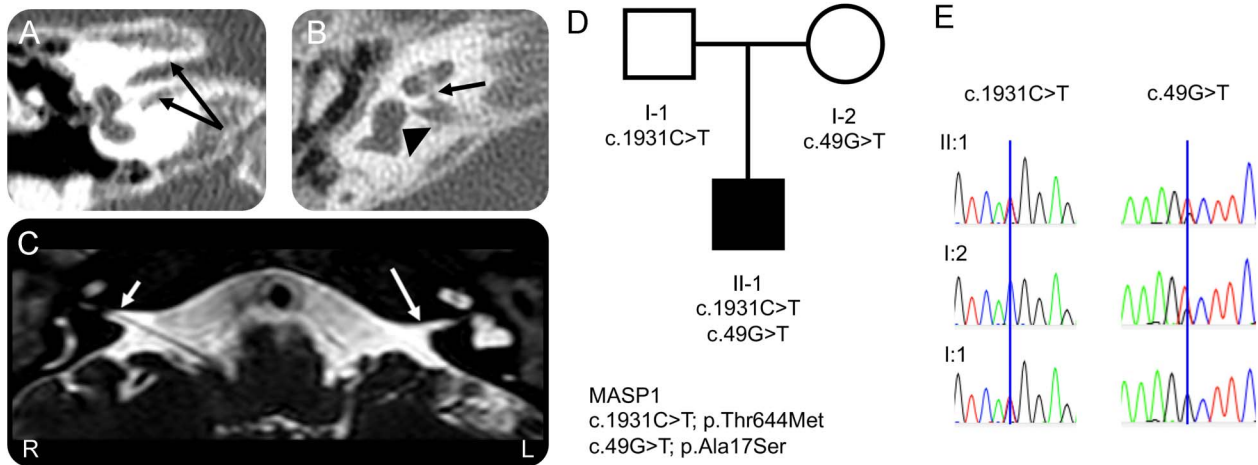 A
B
C
R
L
D
I-1
c.1931C>T
I-2
c.49G>T
II-1
c.1931C>T
c.49G>T
MASP1
c.1931C>T; p.Thr644Met
c.49G>T; p.Ala17Ser
E
c.1931C>T
c.49G>T
II:1
I:2
I:1